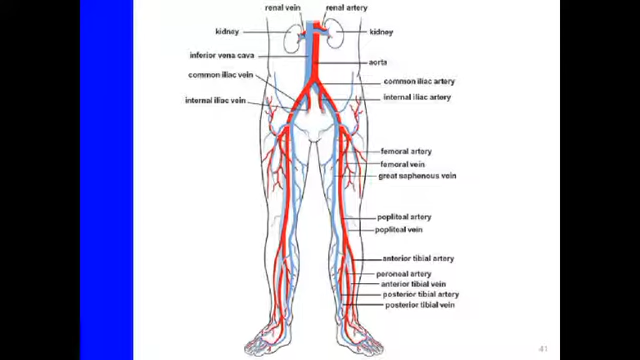 renal vein
renal artery
kidney
kidney
inferior vena cava
aorta
common iliac vein
common iliac artery
internal iliac vein
internal iliac artery
femoral artery
femoral vein
great saphenous vein
popliteal artery
popliteal vein
anterior tibial artery
peroneal artery
anterior tibial vein
posterior tibial artery
posterior tibial vein
41